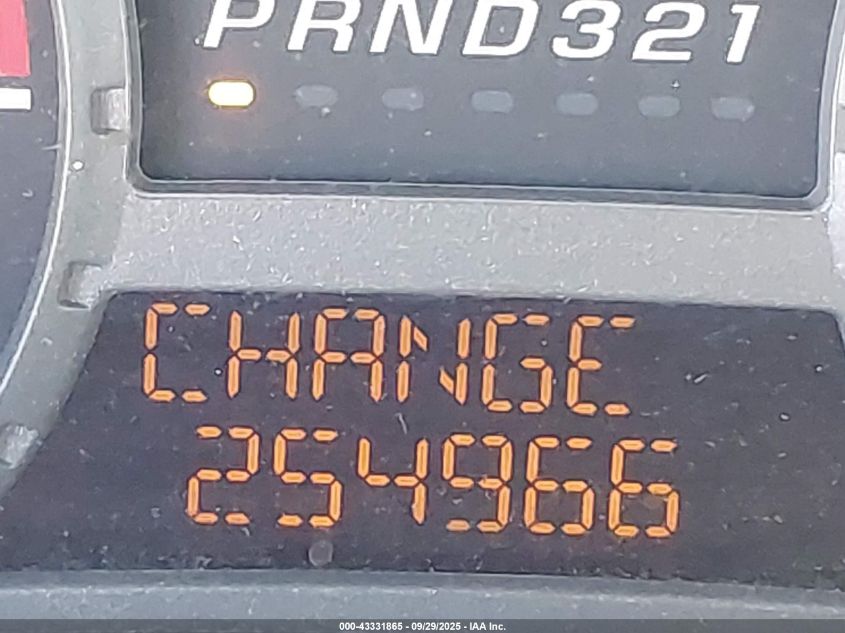 PRND321
CHANGE
254966
000-43331865 - 09/29/2025 - IAA Inc.